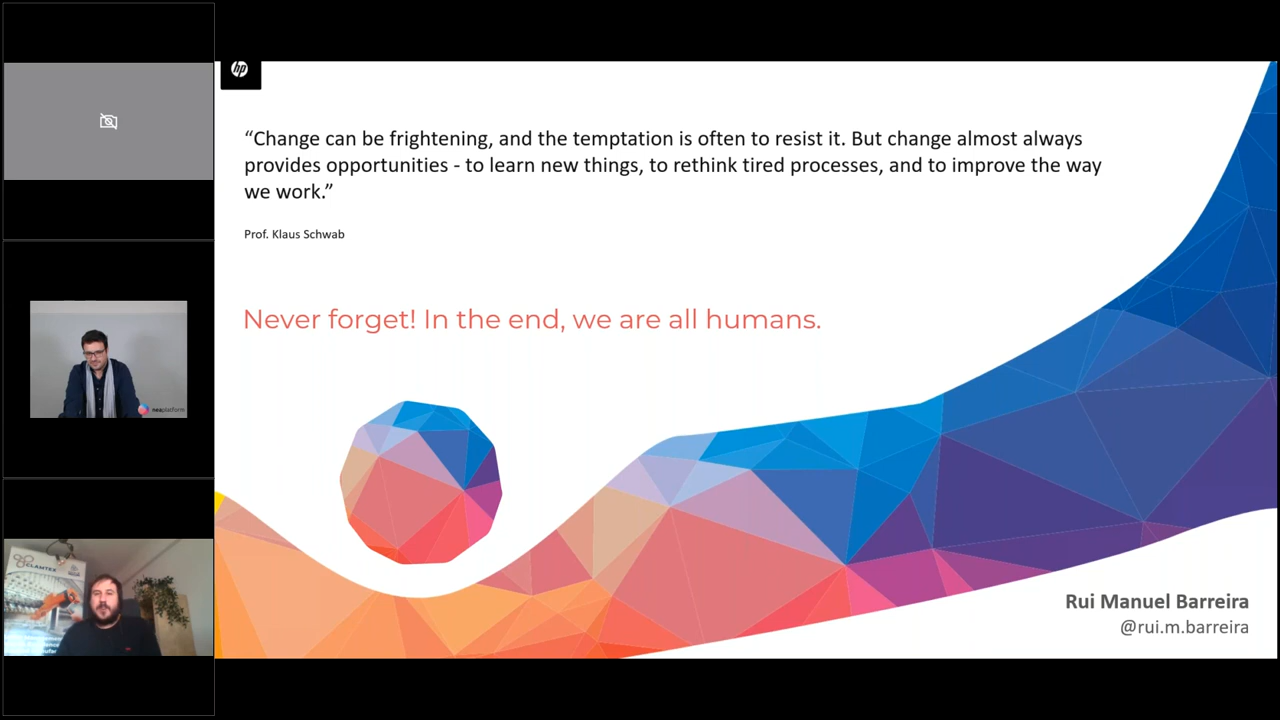 hp
“Change can be frightening, and the temptation is often to resist it. But change almost always
provides opportunities - to learn new things, to rethink tired processes, and to improve the way
we work.”
Prof. Klaus Schwab
Never forget! In the end, we are all humans.
Rui Manuel Barreira
@rui.m.barreira
CLANTEX